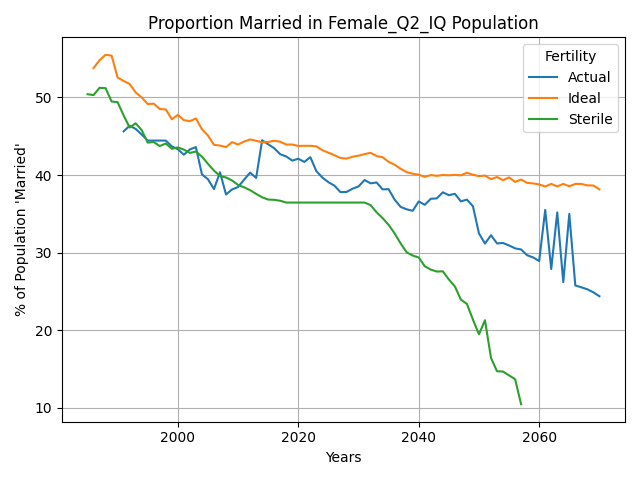 Proportion Married in Female_Q2_IQ Population
Fertility
Actual
Ideal
Sterile
% of Population 'Married'
50
40
30
20
10
2000 2020 2040 2060
Years